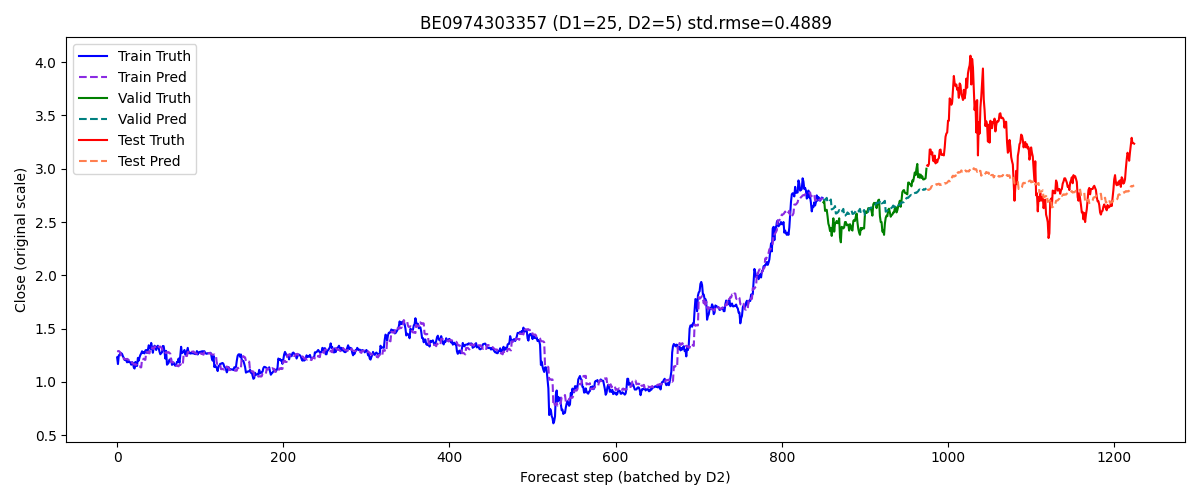 BE0974303357 (D1=25, D2=5) std.rmse=0.4889
Train Truth
Train Pred
Valid Truth
Valid Pred
Test Truth
Test Pred
Close (original scale)
4.0
3.5
3.0
2.5
2.0
1.5
1.0
0.5
0 200 400 600 800 1000 1200
Forecast step (batched by D2)